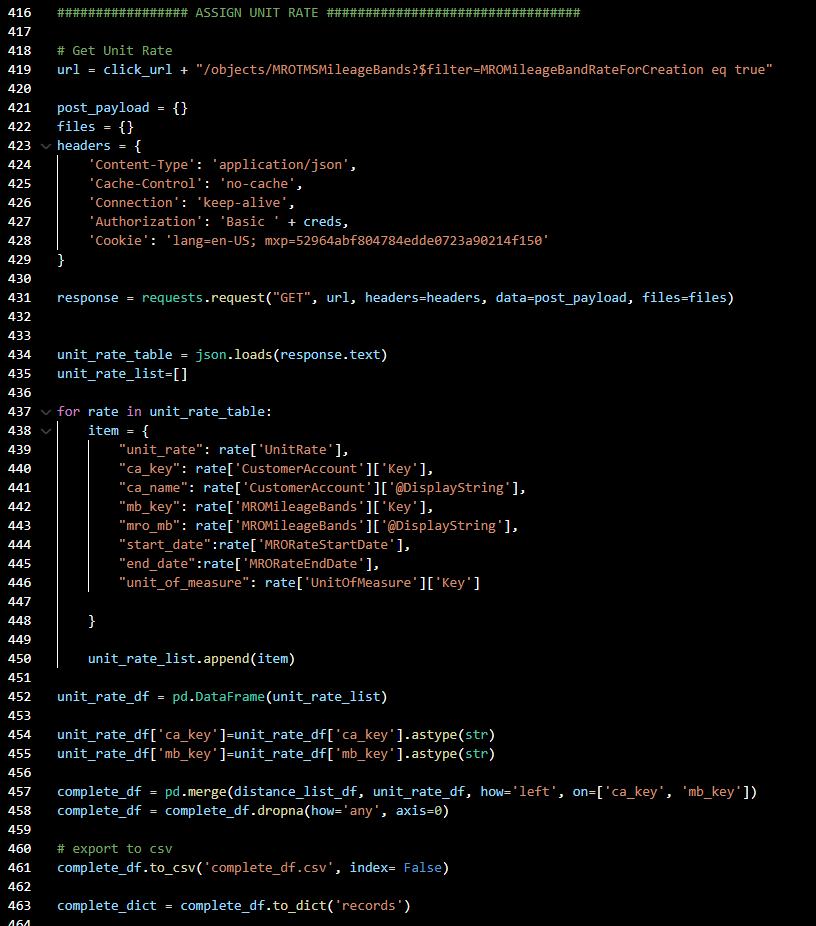 416 ################# ASSIGN UNIT RATE #################################
417
418 # Get Unit Rate
419 url = click_url + "/objects/MROTMSMileageBands?$filter=MROMileageBandRateForCreation eq true"
420
421 post_payload = {}
422 files = {}
423 headers = {
424     'Content-Type': 'application/json',
425     'Cache-Control': 'no-cache',
426     'Connection': 'keep-alive',
427     'Authorization': 'Basic ' + creds,
428     'Cookie': 'lang=en-US; mxp=52964abf804784edde0723a90214f150'
429 }
430
431 response = requests.request("GET", url, headers=headers, data=post_payload, files=files)
432
433
434 unit_rate_table = json.loads(response.text)
435 unit_rate_list=[]
436
437 for rate in unit_rate_table:
438     item = {
439         "unit_rate": rate['UnitRate'],
440         "ca_key": rate['CustomerAccount']['Key'],
441         "ca_name": rate['CustomerAccount']['@DisplayString'],
442         "mb_key": rate['MROMileageBands']['Key'],
443         "mro_mb": rate['MROMileageBands']['@DisplayString'],
444         "start_date":rate['MRORateStartDate'],
445         "end_date":rate['MRORateEndDate'],
446         "unit_of_measure": rate['UnitOfMeasure']['Key']
447
448     }
449
450     unit_rate_list.append(item)
451
452 unit_rate_df = pd.DataFrame(unit_rate_list)
453
454 unit_rate_df['ca_key']=unit_rate_df['ca_key'].astype(str)
455 unit_rate_df['mb_key']=unit_rate_df['mb_key'].astype(str)
456
457 complete_df = pd.merge(distance_list_df, unit_rate_df, how='left', on=['ca_key', 'mb_key'])
458 complete_df = complete_df.dropna(how='any', axis=0)
459
460 # export to csv
461 complete_df.to_csv('complete_df.csv', index= False)
462
463 complete_dict = complete_df.to_dict('records')
464